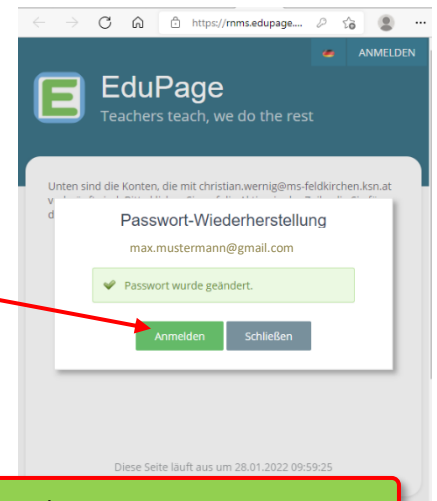 https://rnms.edupage....
ANMELDEN
EduPage
Teachers teach, we do the rest
Unten sind die Konten, die mit christian.wernig@ms-feldkirchen.ksn.at
Passwort-Wiederherstellung
max.mustermann@gmail.com
Passwort wurde geändert.
Anmelden
Schließen
Diese Seite läuft aus um 28.01.2022 09:59:25